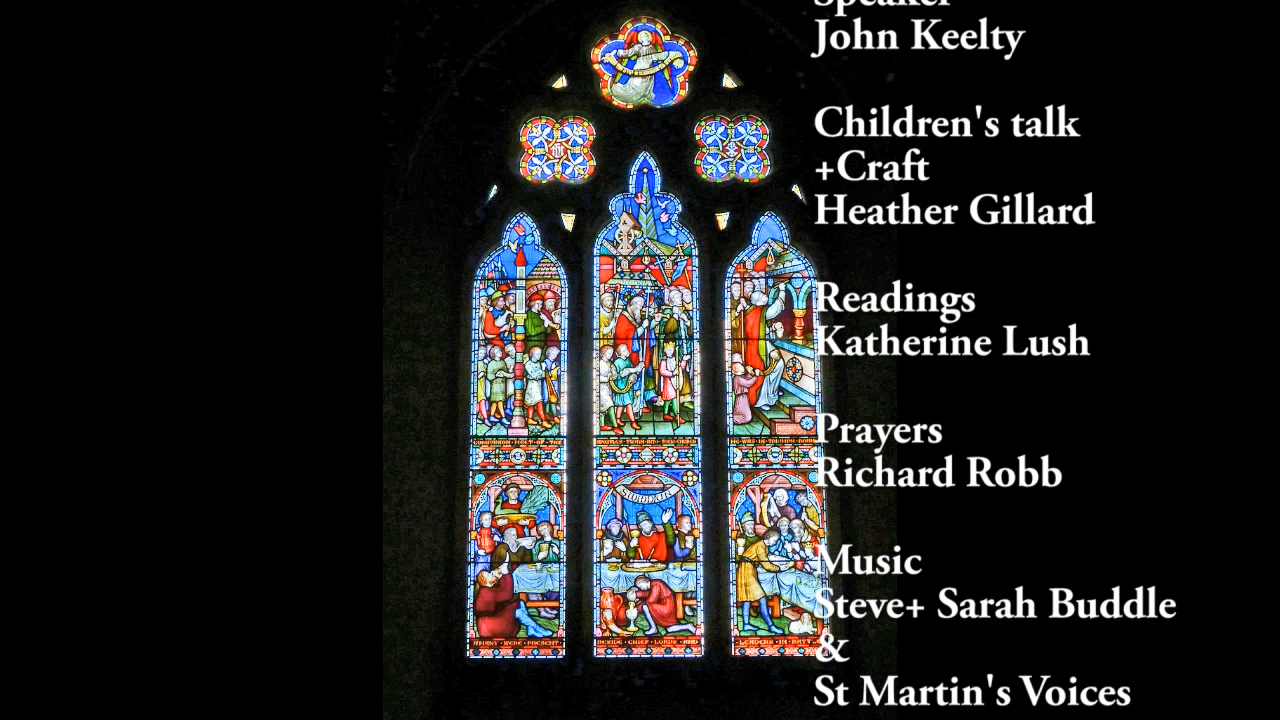 Speaker
John Keelty
Children's talk
+Craft
Heather Gillard
Readings
Katherine Lush
Prayers
Richard Robb
Music
Steve+ Sarah Buddle
&
St Martin's Voices